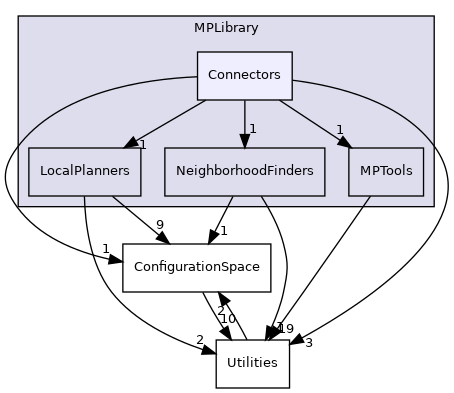 MPLibrary
Connectors
1
1
1
LocalPlanners
NeighborhoodFinders
MPTools
9
1
1
ConfigurationSpace
2
10
2
19
3
Utilities